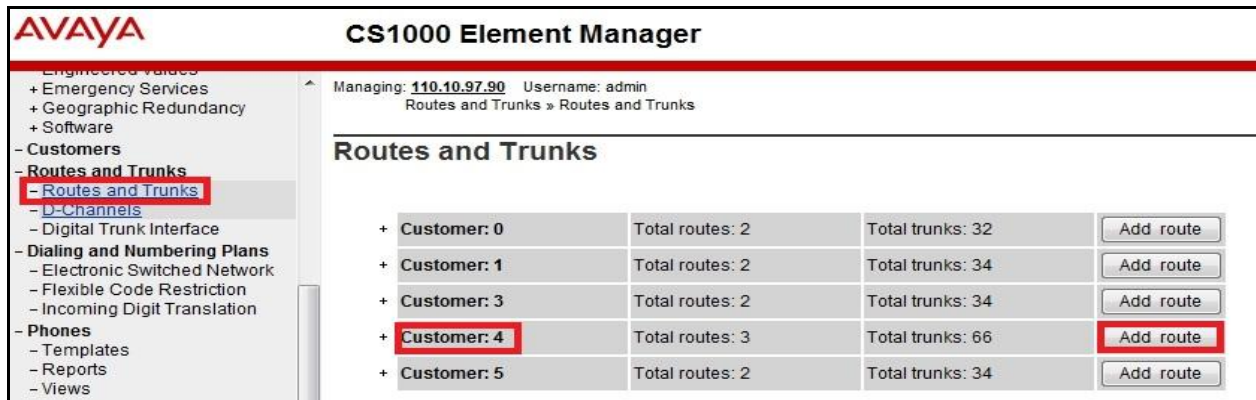 AVAYA
CS1000 Element Manager
Engineered Values
+ Emergency Services
+ Geographic Redundancy
+ Software
- Customers
- Routes and Trunks
- Routes and Trunks
- D-Channels
- Digital Trunk Interface
- Dialing and Numbering Plans
- Electronic Switched Network
- Flexible Code Restriction
- Incoming Digit Translation
- Phones
- Templates
- Reports
- Views
Managing: 110.10.97.90 Username: admin
Routes and Trunks » Routes and Trunks
Routes and Trunks
+ Customer: 0 Total routes: 2 Total trunks: 32 Add route
+ Customer: 1 Total routes: 2 Total trunks: 34 Add route
+ Customer: 3 Total routes: 2 Total trunks: 34 Add route
+ Customer: 4 Total routes: 3 Total trunks: 66 Add route
+ Customer: 5 Total routes: 2 Total trunks: 34 Add route